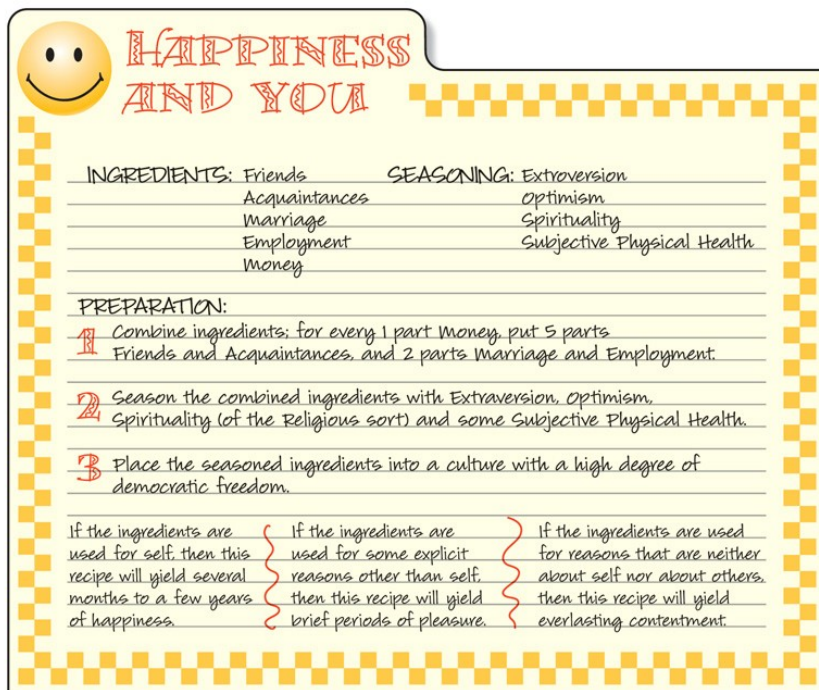 HAPPINESS
AND YOU
INGREDIENTS: Friends
Acquaintances
Marriage
Employment
Money
SEASONING: Extroversion
Optimism
Spirituality
Subjective Physical Health
PREPARATION:
1 Combine ingredients; for every 1 part Money, put 5 parts
Friends and Acquaintances, and 2 parts Marriage and Employment.
2 Season the combined ingredients with Extraversion, Optimism,
Spirituality (of the Religious sort) and some Subjective Physical Health.
3 Place the seasoned ingredients into a culture with a high degree of
democratic freedom.
If the ingredients are
used for self, then this
recipe will yield several
months to a few years
of happiness.
If the ingredients are
used for some explicit
reasons other than self,
then this recipe will yield
brief periods of pleasure.
If the ingredients are used
for reasons that are neither
about self nor about others,
then this recipe will yield
everlasting contentment.